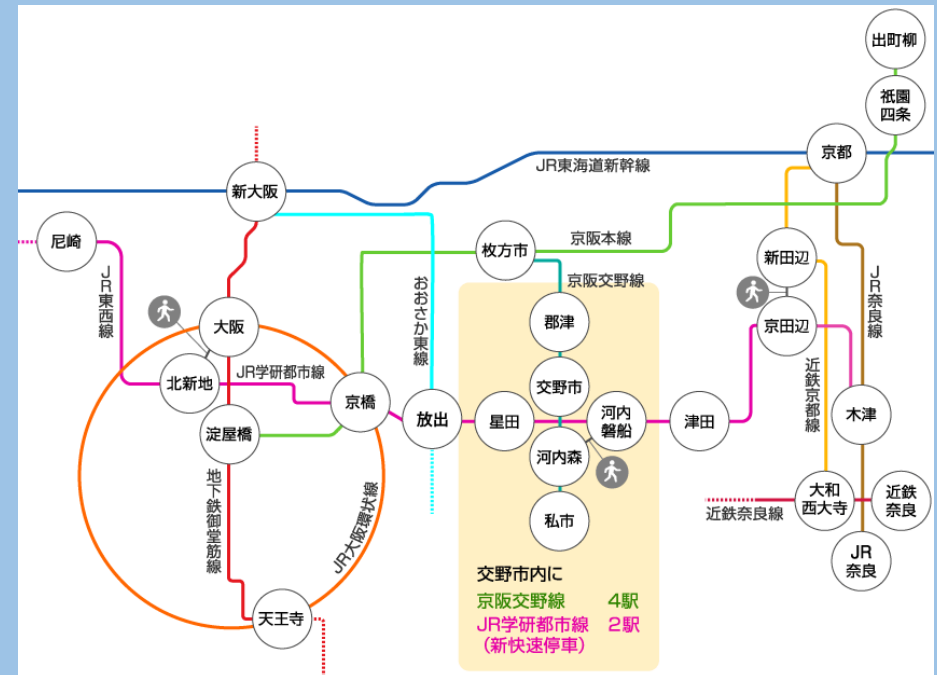 出町柳
祇園
四条
京都
JR東海道新幹線
新大阪
尼崎
枚方市
京阪本線
新田辺
京阪交野線
JR東西線
おおさか東線
JR奈良線
郡津
京田辺
大阪
JR学研都市線
北新地
交野市
近鉄京都線
京橋
放出
星田
河内
磐船
津田
木津
淀屋橋
河内森
地下鉄御堂筋線
JR大阪環状線
大和
西大寺
近鉄
奈良
近鉄奈良線
私市
JR
奈良
交野市内に
京阪交野線 4駅
JR学研都市線 2駅
(新快速停車)
天王寺